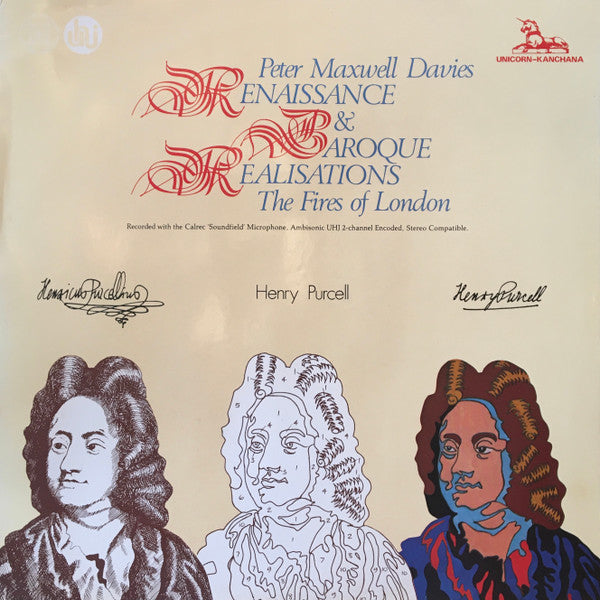 UHJ
UNICORN-KANCHANA
Peter Maxwell Davies
RENAISSANCE
&
BAROQUE
REALISATIONS
The Fires of London
Recorded with the Calrec 'Soundfield' Microphone. Ambisonic UHJ 2-channel Encoded, Stereo Compatible.
Henry Purcell
Henry Purcell